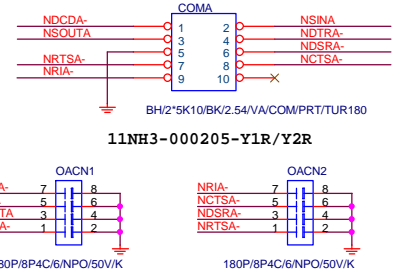 COMA
NDCDA- 1 2 NSINA
NSOUTA 3 4 NDTRA-
5 6 NDSRA-
NRTSA- 7 8 NCTSA-
NRIA- 9 10
BH/2*5K10/BK/2.54/VA/COM/PRT/TUR180
11NH3-000205-Y1R/Y2R
OACN1 OACN2
A- 7 8 NRIA- 7 8
5 6 NCTSA- 5 6
TA 3 4 NDSRA- 3 4
A- 1 2 NRTSA- 1 2
80P/8P4C/6/NPO/50V/K 180P/8P4C/6/NPO/50V/K